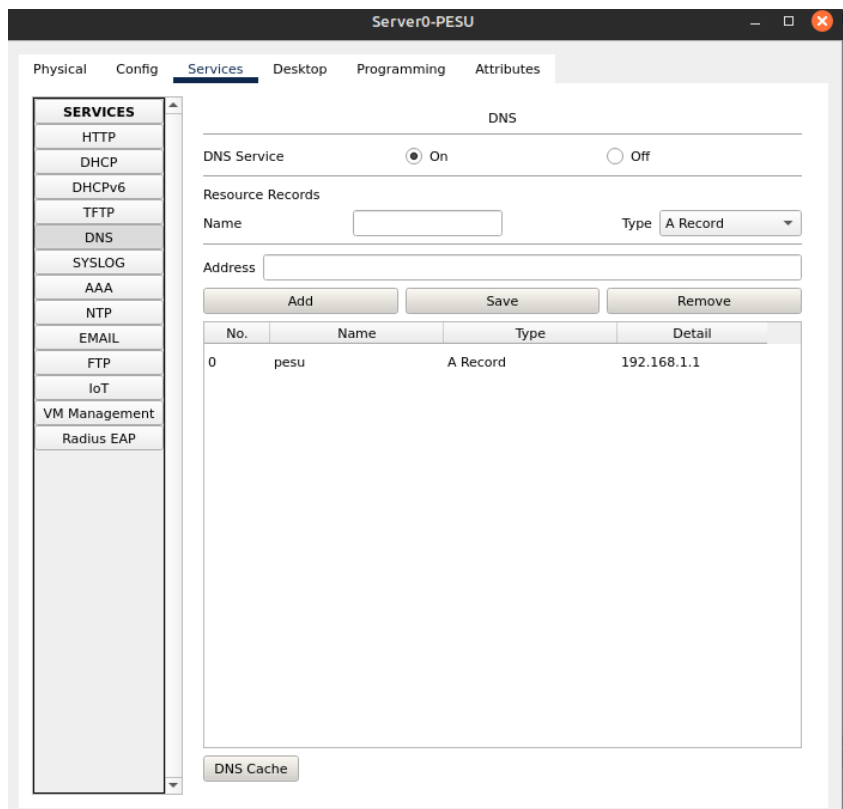 Server0-PESU
Physical Config Services Desktop Programming Attributes
SERVICES
HTTP
DHCP
DHCPv6
TFTP
DNS
SYSLOG
AAA
NTP
EMAIL
FTP
IoT
VM Management
Radius EAP
DNS
DNS Service On Off
Resource Records
Name Type A Record
Address
Add Save Remove
No. Name Type Detail
0 pesu A Record 192.168.1.1
DNS Cache